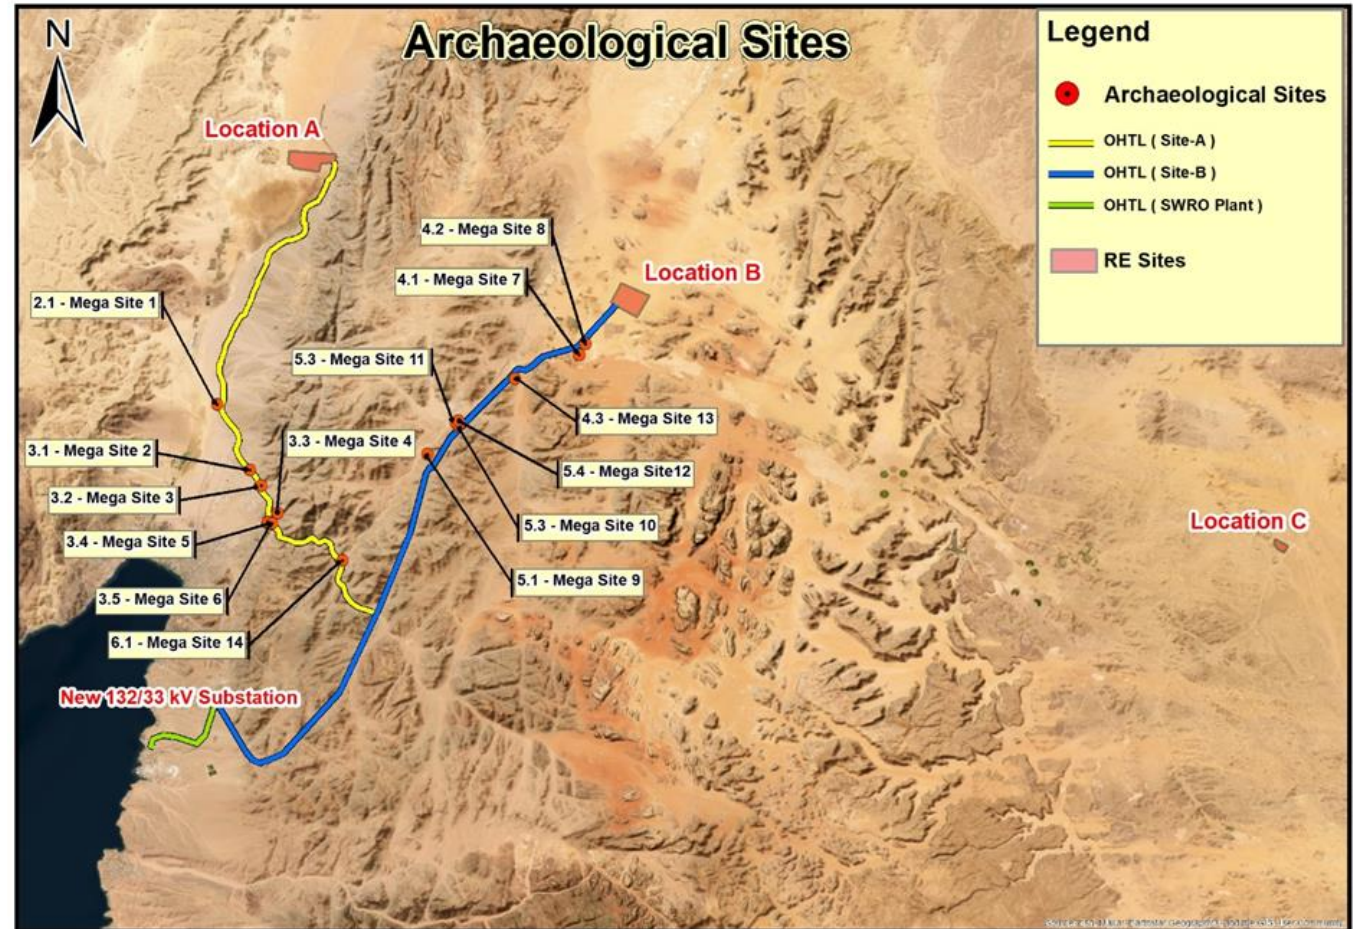 N
Archaeological Sites
Legend
Archaeological Sites
OHTL ( Site-A )
OHTL ( Site-B )
OHTL ( SWRO Plant )
RE Sites
Location A
4.2 - Mega Site 8
Location B
4.1 - Mega Site 7
2.1 - Mega Site 1
5.3 - Mega Site 11
4.3 - Mega Site 13
3.3 - Mega Site 4
3.1 - Mega Site 2
5.4 - Mega Site12
3.2 - Mega Site 3
5.3 - Mega Site 10
Location C
3.4 - Mega Site 5
5.1 - Mega Site 9
3.5 - Mega Site 6
6.1 - Mega Site 14
New 132/33 kV Substation